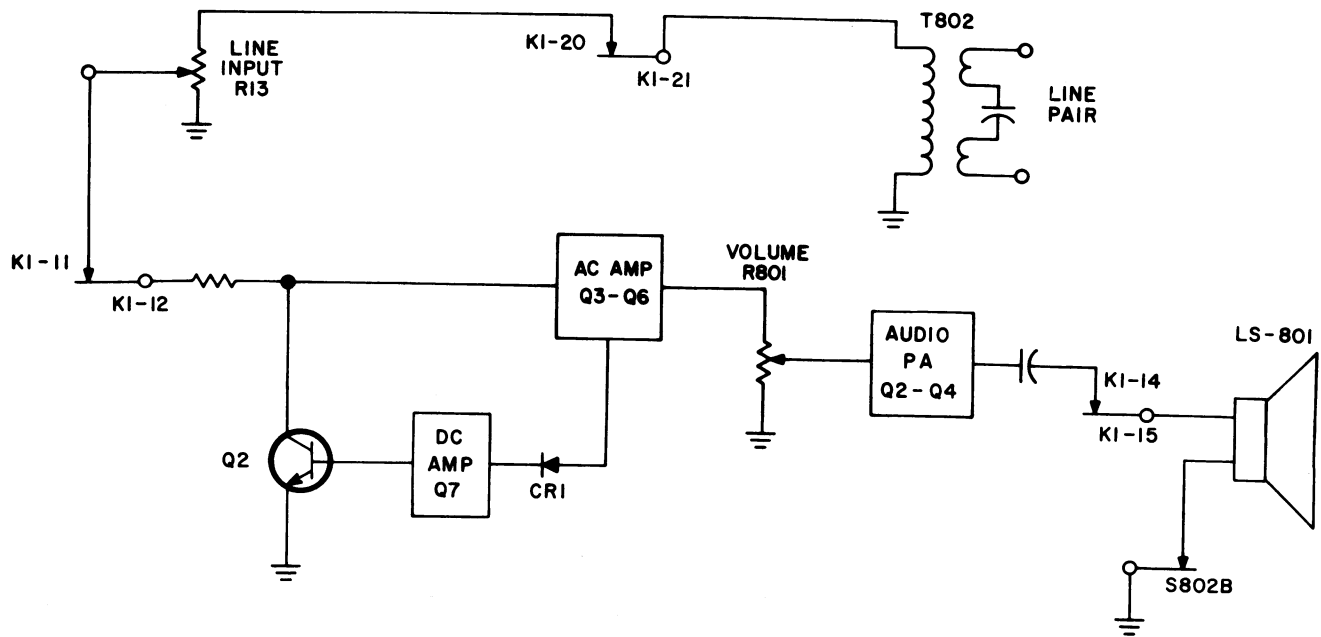 T802
LINE
INPUT
R13
K1-20
K1-21
LINE
PAIR
K1-11
K1-12
AC AMP
Q3-Q6
VOLUME
R801
AUDIO
PA
Q2-Q4
K1-14
K1-15
LS-801
Q2
DC
AMP
Q7
CR1
S802B